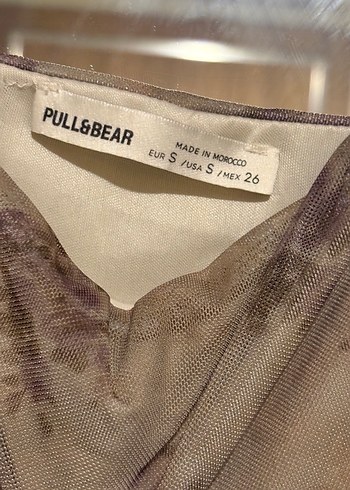 PULL&BEAR
MADE IN MOROCCO
EUR S / USA S / MEX 26